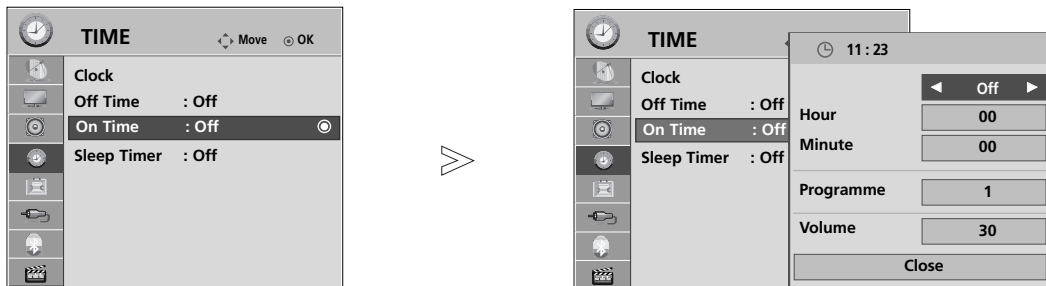 TIME Move OK
Clock
Off Time : Off
On Time : Off
Sleep Timer : Off
TIME
Clock
Off Time : Off
On Time : Off
Sleep Timer : Off
11 : 23
◄ Off ►
Hour 00
Minute 00
Programme 1
Volume 30
Close